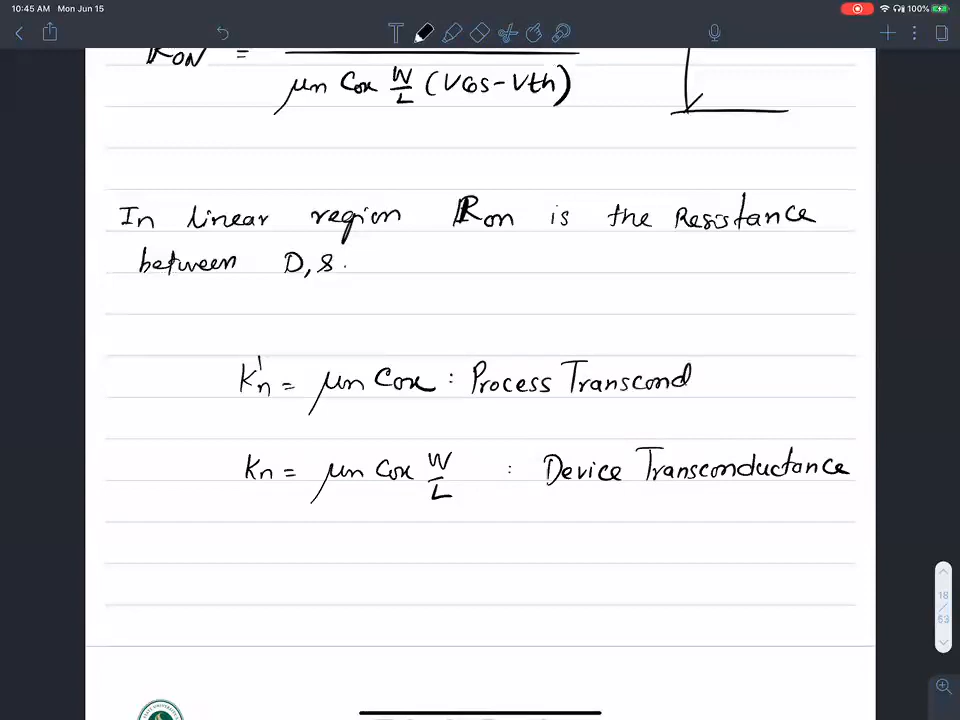 10:45 AM Mon Jun 15
100%
RON =
μn Cox W/L (VGS-Vth)
In linear region Ron is the Resistance
between D,S.
K'n = μn Cox : Process Transcond
Kn = μn Cox W/L : Device Transconductance
18
/
53